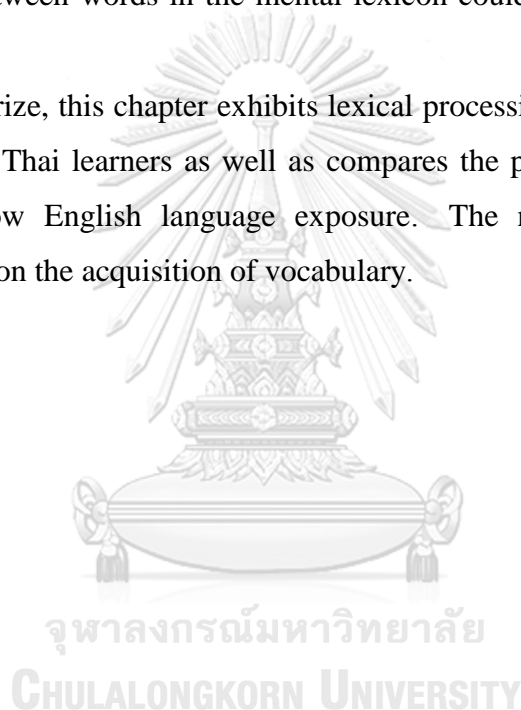 tween words in the mental lexicon could
rize, this chapter exhibits lexical processi
Thai learners as well as compares the p
ow English language exposure. The
on the acquisition of vocabulary.
จุฬาลงกรณ์มหาวิทยาลัย
CHULALONGKORN UNIVERSITY